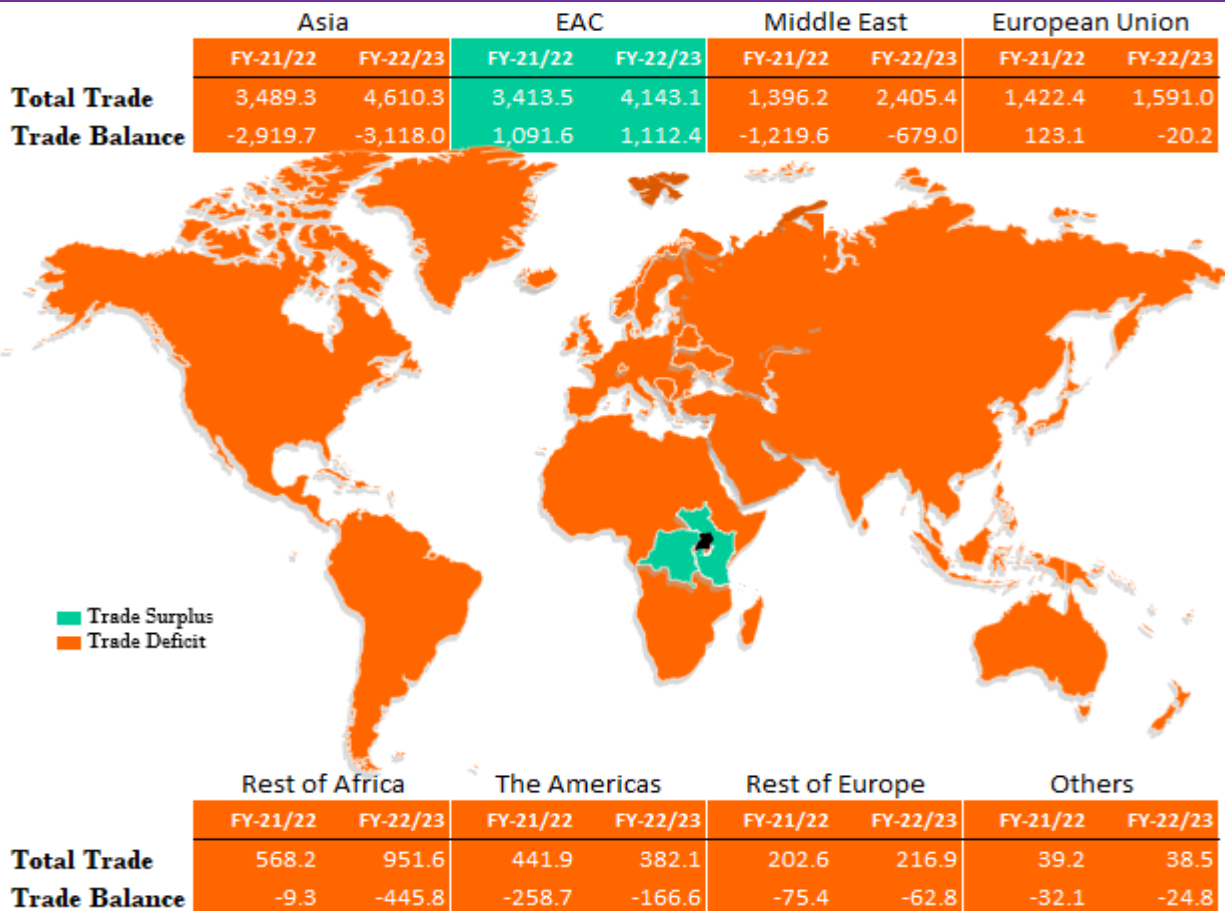 Asia EAC Middle East European Union
FY-21/22 FY-22/23 FY-21/22 FY-22/23 FY-21/22 FY-22/23 FY-21/22 FY-22/23
Total Trade 3,489.3 4,610.3 3,413.5 4,143.1 1,396.2 2,405.4 1,422.4 1,591.0
Trade Balance -2,919.7 -3,118.0 1,091.6 1,112.4 -1,219.6 -679.0 123.1 -20.2
Trade Surplus
Trade Deficit
Rest of Africa The Americas Rest of Europe Others
FY-21/22 FY-22/23 FY-21/22 FY-22/23 FY-21/22 FY-22/23 FY-21/22 FY-22/23
Total Trade 568.2 951.6 441.9 382.1 202.6 216.9 39.2 38.5
Trade Balance -9.3 -445.8 -258.7 -166.6 -75.4 -62.8 -32.1 -24.8